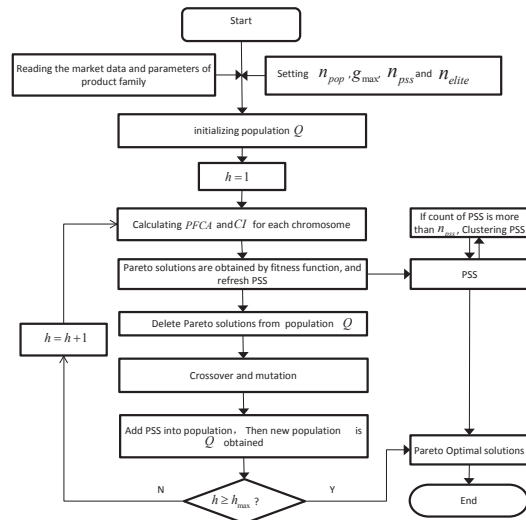 Start
Reading the market data and parameters of
product family
Setting n_pop , g_max, n_pss and n_elite
initializing population Q
h = 1
Calculating PFCA and CI for each chromosome
If count of PSS is more
than n_pss, Clustering PSS
Pareto solutions are obtained by fitness function, and
refresh PSS
PSS
Delete Pareto solutions from population Q
h = h + 1
Crossover and mutation
Add PSS into population, Then new population is
Q obtained
Pareto Optimal solutions
N
h ≥ h_max ?
Y
End